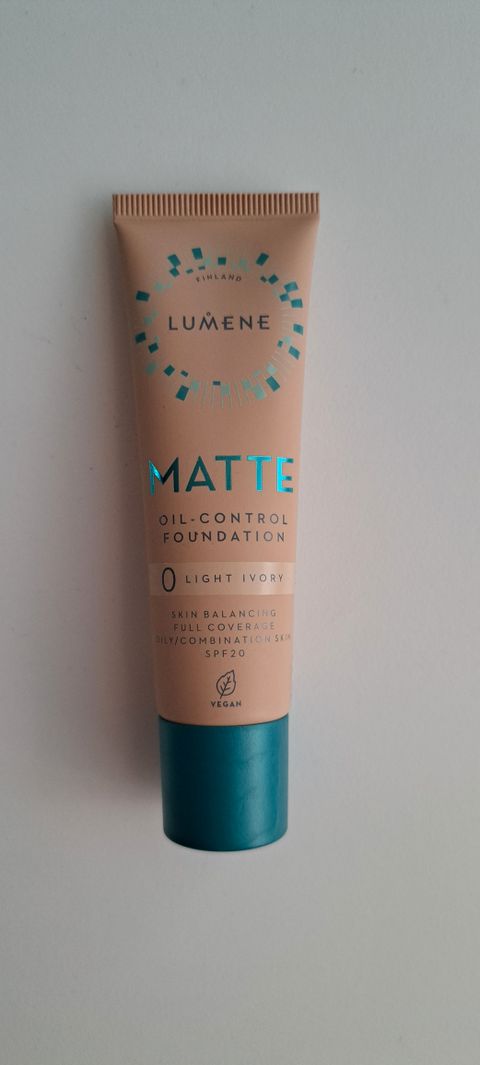 FINLAND
LUMENE
MATTE
OIL-CONTROL
FOUNDATION
0 LIGHT IVORY
SKIN BALANCING
FULL COVERAGE
OILY/COMBINATION SKIN
SPF20
VEGAN